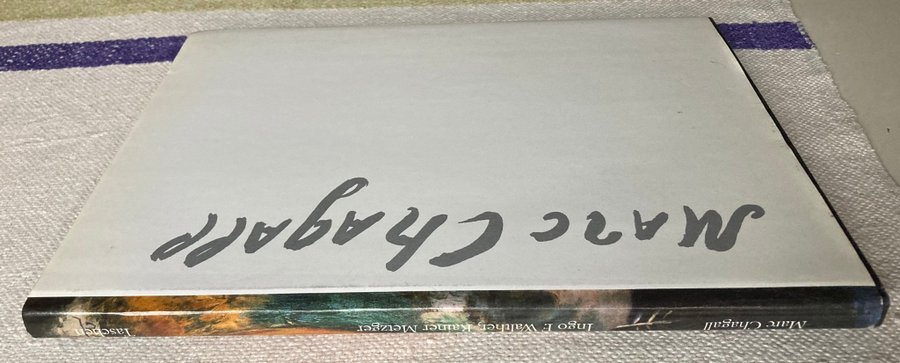 Marc Chagall
Marc Chagall
Ingo F. Walther, Rainer Metzger
Taschen